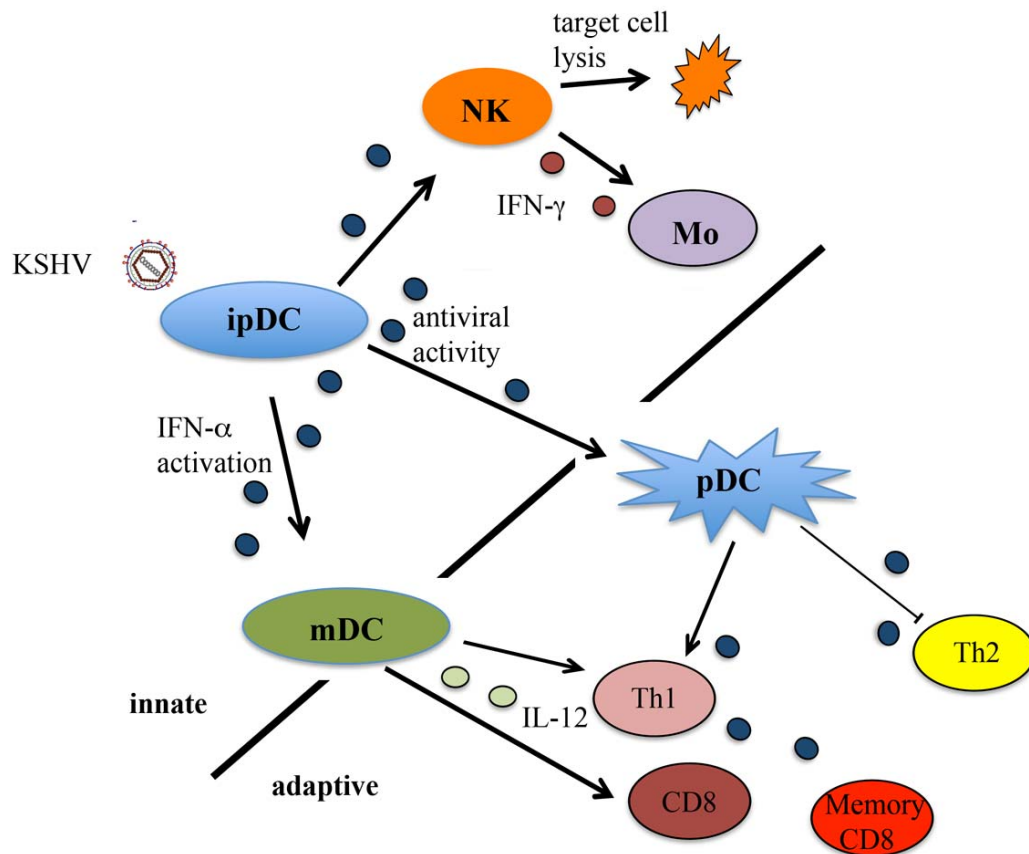 target cell
lysis
NK
IFN-γ
Mo
KSHV
ipDC
antiviral
activity
IFN-α
activation
pDC
mDC
Th2
Th1
IL-12
innate
adaptive
CD8
Memory
CD8